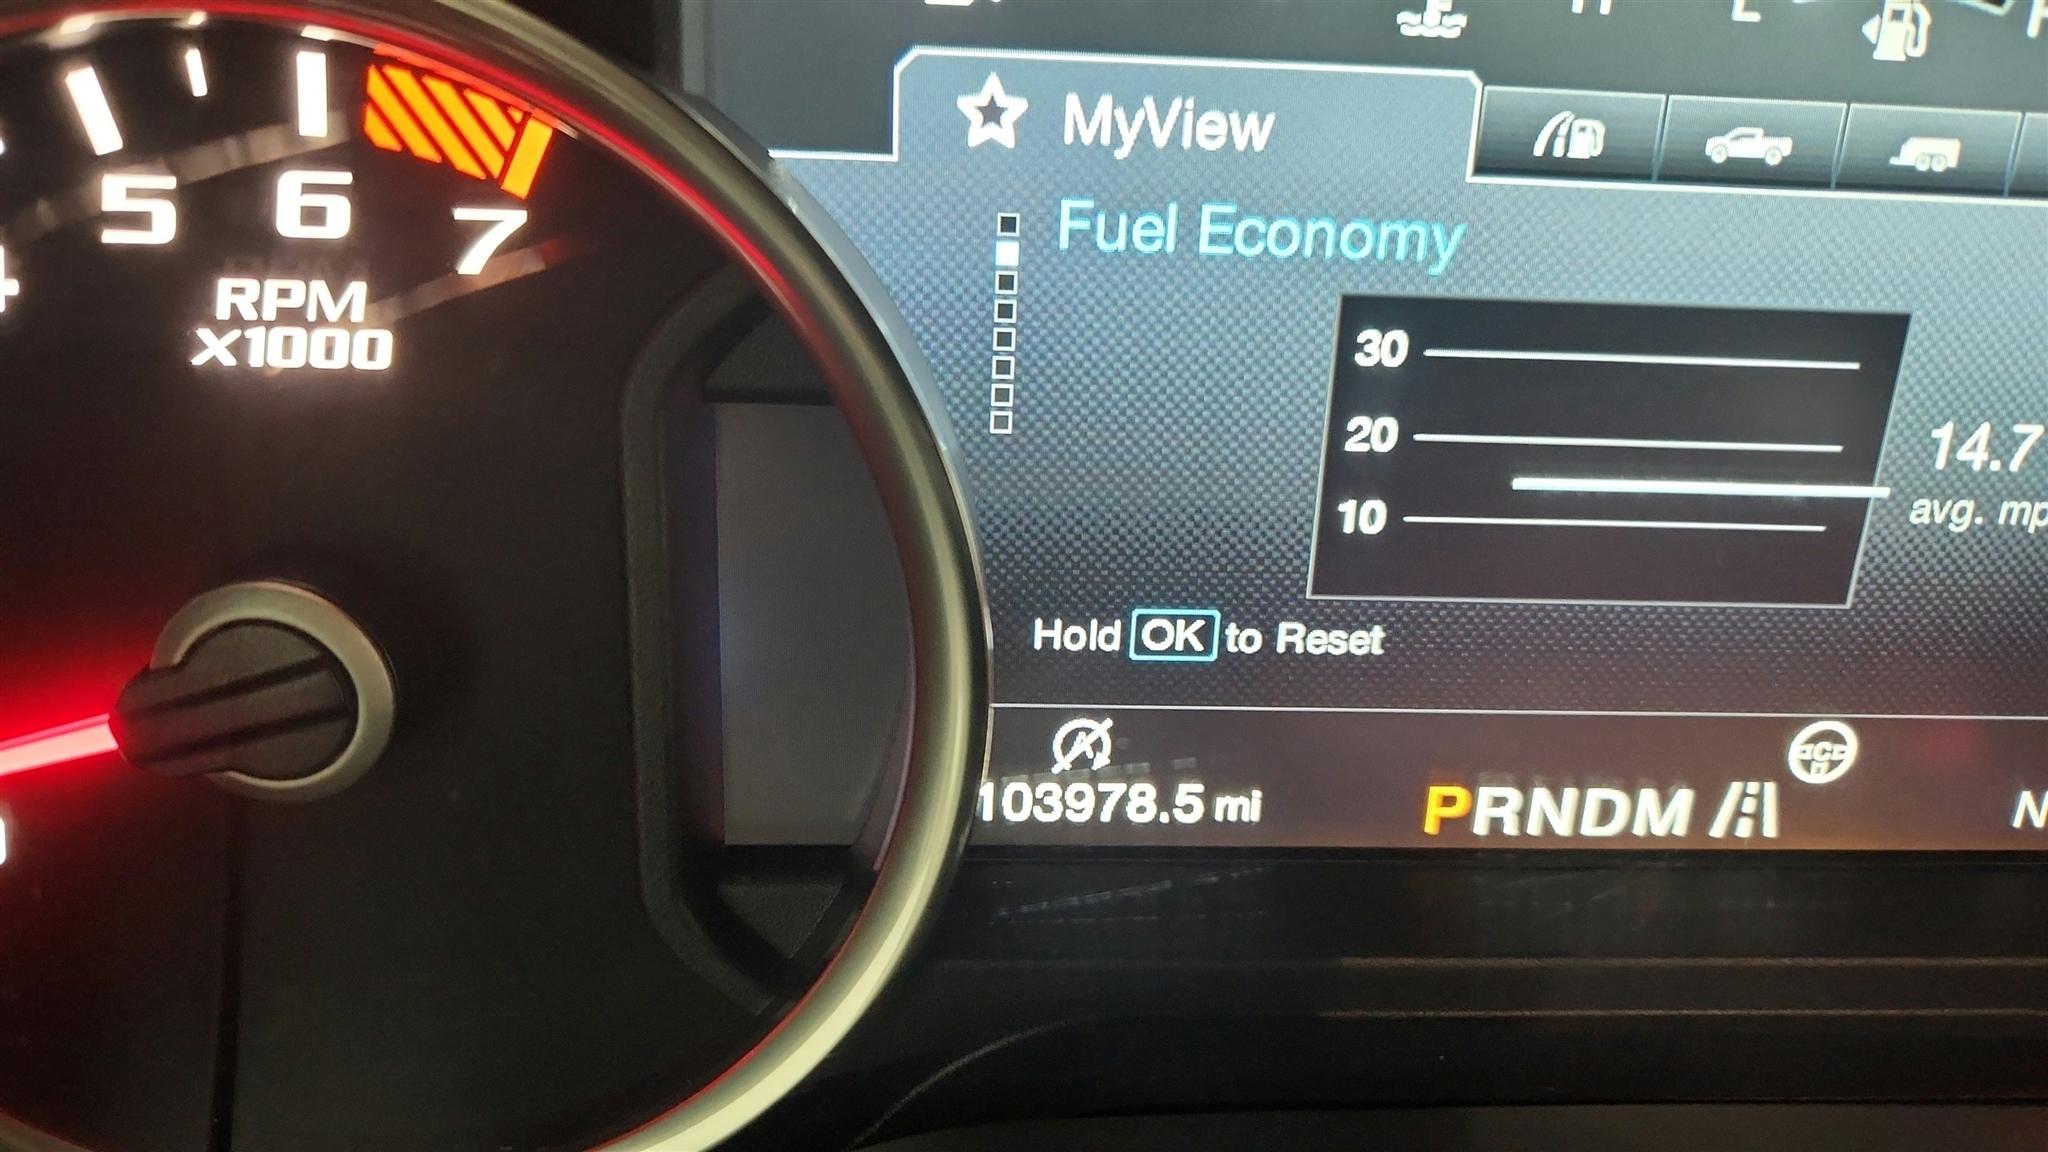 5 6 7
RPM
X1000
MyView
Fuel Economy
30
20
10
14.7
avg.
Hold OK to Reset
103978.5 mi
PRNDM